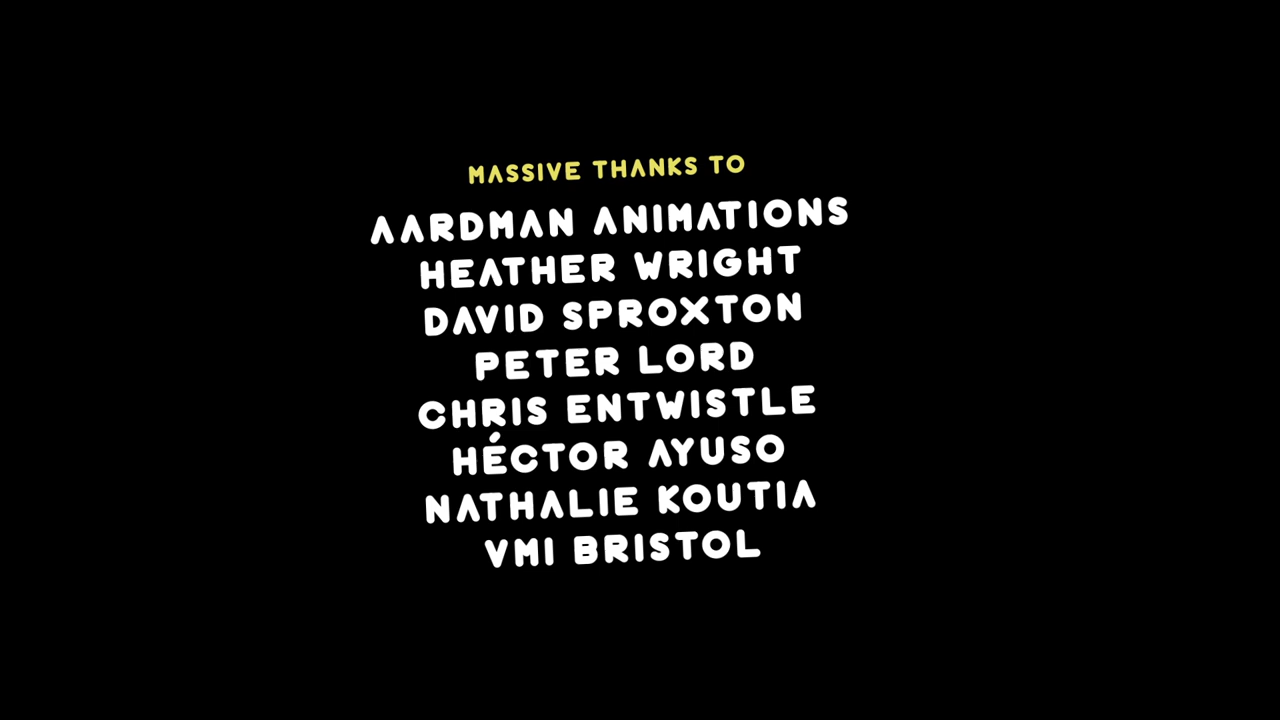 MASSIVE THANKS TO
AARDMAN ANIMATIONS
HEATHER WRIGHT
DAVID SPROXTON
PETER LORD
CHRIS ENTWISTLE
HÉCTOR AYUSO
NATHALIE KOUTIA
VMI BRISTOL